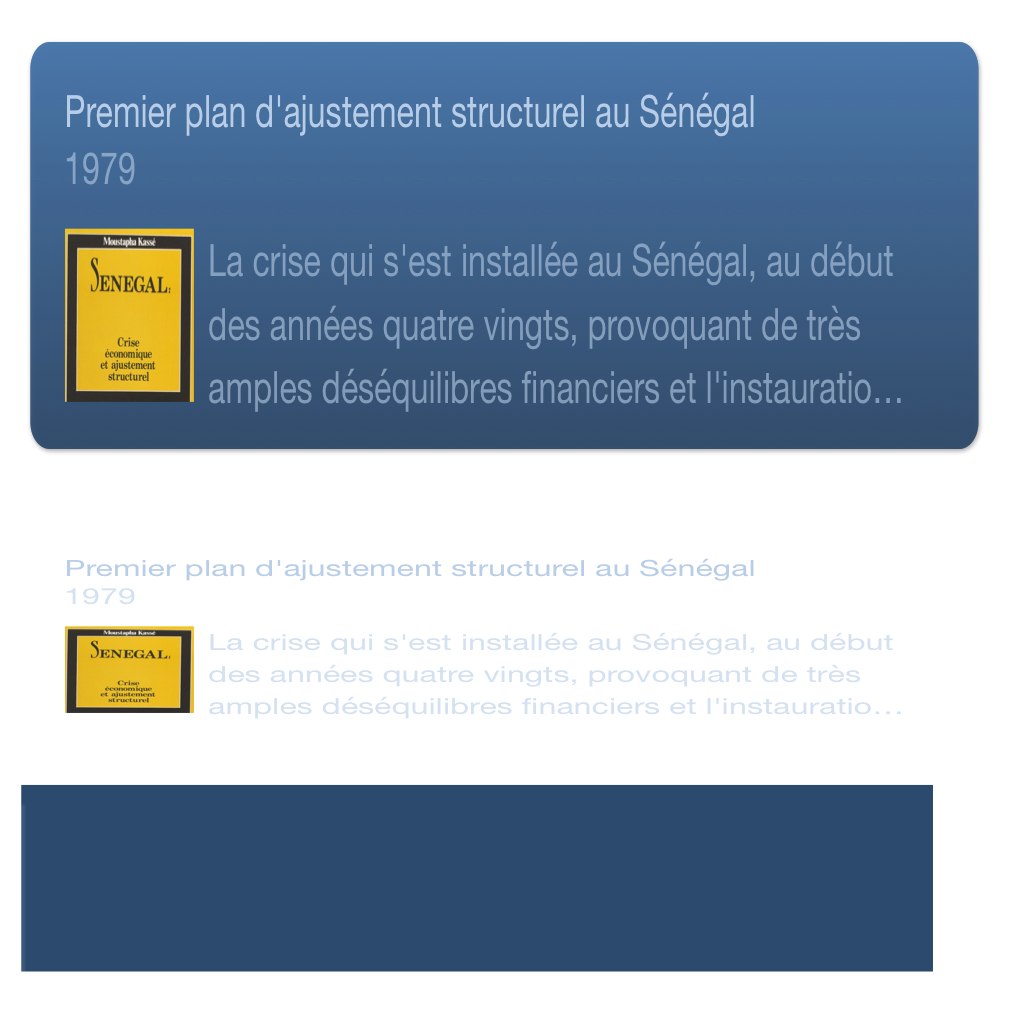 Premier plan d'ajustement structurel au Sénégal
1979
Moustapha Kassé
SENEGAL:
Crise
économique
et ajustement
structurel
La crise qui s'est installée au Sénégal, au début
des années quatre vingts, provoquant de très
amples déséquilibres financiers et l'instauratio...
Premier plan d'ajustement structurel au Sénégal
1979
Moustapha Kassé
SENEGAL:
Crise
économique
et ajustement
structurel
La crise qui s'est installée au Sénégal, au début
des années quatre vingts, provoquant de très
amples déséquilibres financiers et l'instauratio...